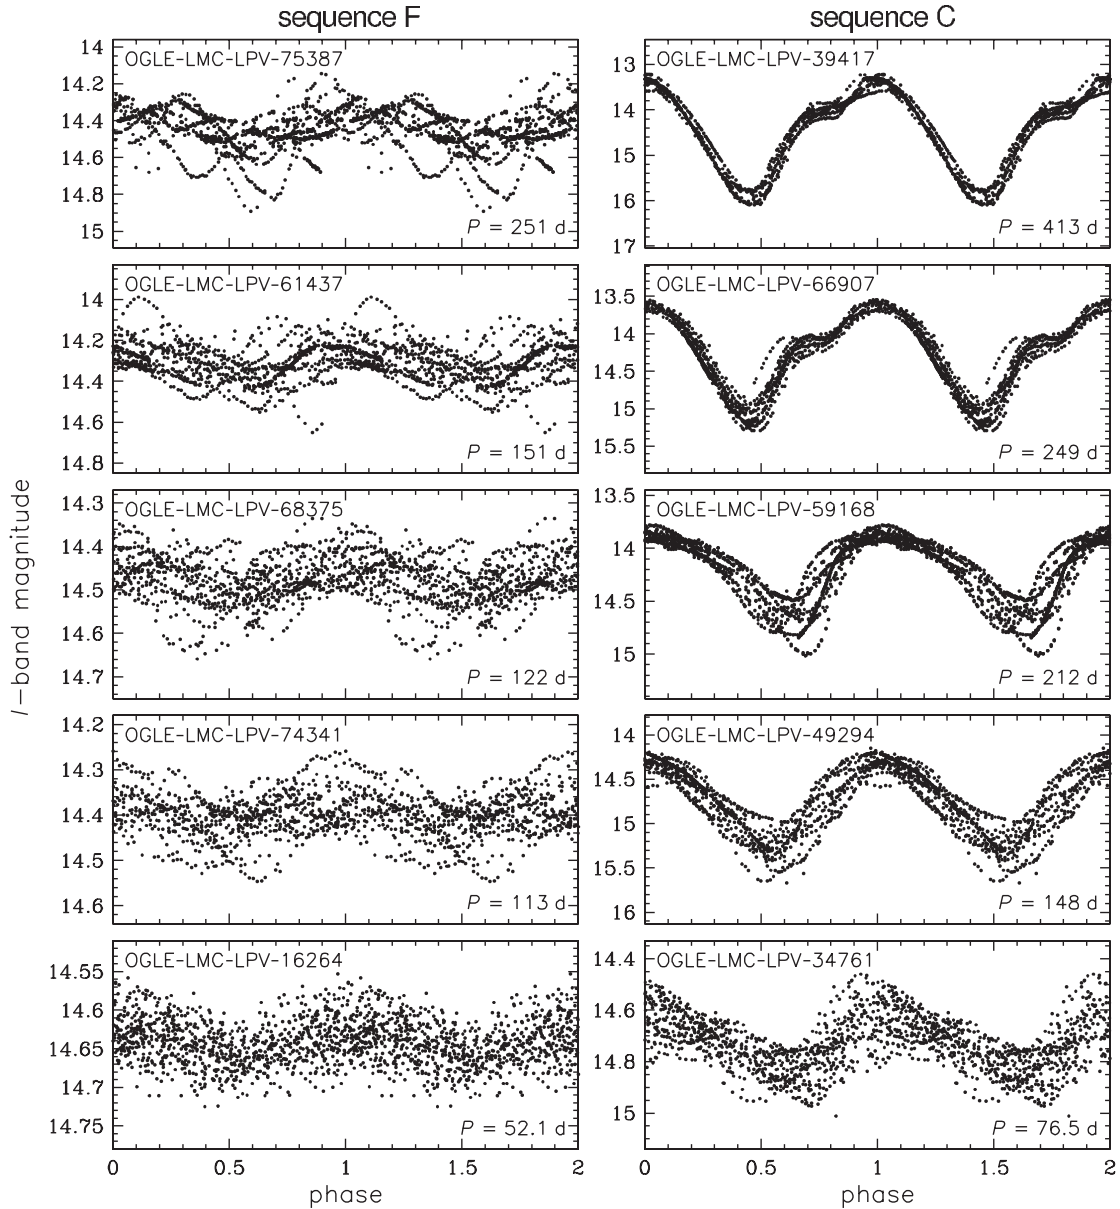 sequence F
sequence C
I-band magnitude
OGLE-LMC-LPV-75387
14
14.2
14.4
14.6
14.8
15
P = 251 d
OGLE-LMC-LPV-39417
13
14
15
16
17
P = 413 d
OGLE-LMC-LPV-61437
14
14.2
14.4
14.6
14.8
P = 151 d
OGLE-LMC-LPV-66907
13.5
14
14.5
15
15.5
P = 249 d
OGLE-LMC-LPV-68375
14.3
14.4
14.5
14.6
14.7
P = 122 d
OGLE-LMC-LPV-59168
13.5
14
14.5
15
P = 212 d
OGLE-LMC-LPV-74341
14.2
14.3
14.4
14.5
14.6
P = 113 d
OGLE-LMC-LPV-49294
14
14.5
15
15.5
16
P = 148 d
OGLE-LMC-LPV-16264
14.55
14.6
14.65
14.7
14.75
P = 52.1 d
OGLE-LMC-LPV-34761
14.4
14.6
14.8
15
P = 76.5 d
0 0.5 1 1.5 2
0 0.5 1 1.5 2
phase
phase